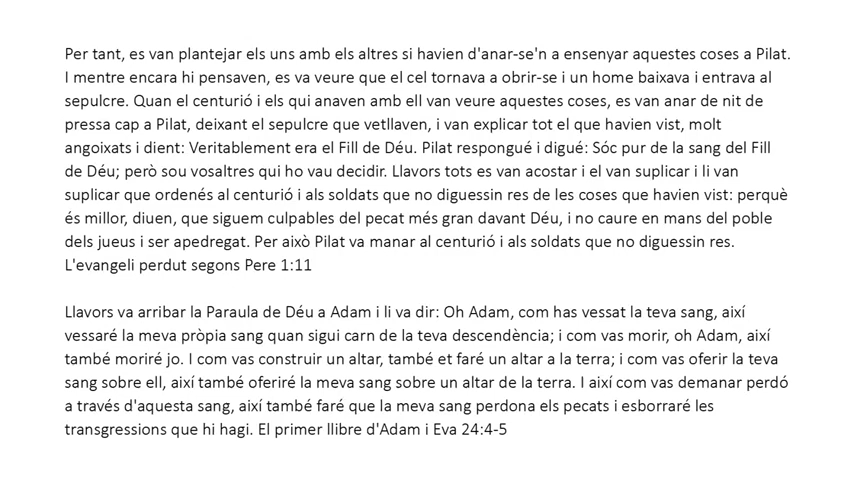 Per tant, es van plantejar els uns amb els altres si havien d'anar-se'n a ensenyar aquestes coses a Pilat.
I mentre encara hi pensaven, es va veure que el cel tornava a obrir-se i un home baixava i entrava al
sepulcre. Quan el centurió i els qui anaven amb ell van veure aquestes coses, es van anar de nit de
pressa cap a Pilat, deixant el sepulcre que vetllaven, i van explicar tot el que havien vist, molt
angoixats i dient: Veritablement era el Fill de Déu. Pilat respongué i digué: Sóc pur de la sang del Fill
de Déu; però sou vosaltres qui ho vau decidir. Llavors tots es van acostar i el van suplicar i li van
suplicar que ordenés al centurió i als soldats que no diguessin res de les coses que havien vist: perquè
és millor, diuen, que siguem culpables del pecat més gran davant Déu, i no caure en mans del poble
dels jueus i ser apedregat. Per això Pilat va manar al centurió i als soldats que no diguessin res.
L'evangeli perdut segons Pere 1:11
Llavors va arribar la Paraula de Déu a Adam i li va dir: Oh Adam, com has vessat la teva sang, així
vessaré la meva pròpia sang quan sigui carn de la teva descendència; i com vas morir, oh Adam, així
també moriré jo. I com vas construir un altar, també et faré un altar a la terra; i com vas oferir la teva
sang sobre ell, així també oferiré la meva sang sobre un altar de la terra. I així com vas demanar perdó
a través d'aquesta sang, així també faré que la meva sang perdona els pecats i esborraré les
transgressions que hi hagi. El primer llibre d'Adam i Eva 24:4-5